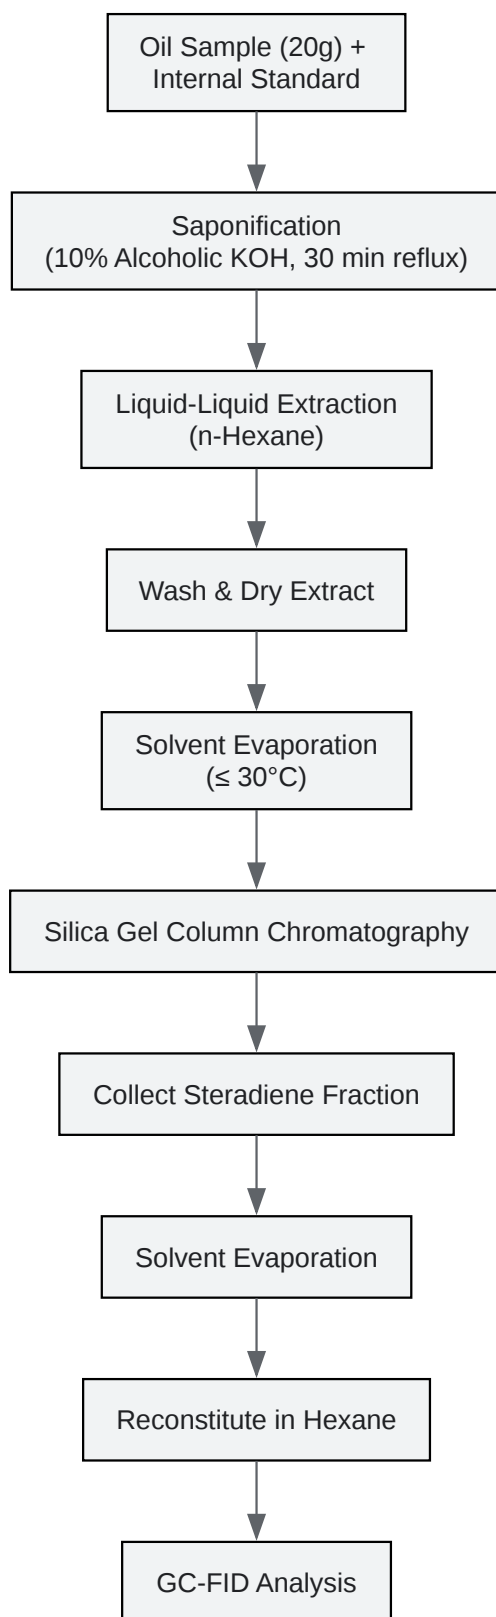 Oil Sample (20g) +
Internal Standard
Saponification
(10% Alcoholic KOH, 30 min reflux)
Liquid-Liquid Extraction
(n-Hexane)
Wash & Dry Extract
Solvent Evaporation
(≤ 30°C)
Silica Gel Column Chromatography
Collect Steradiene Fraction
Solvent Evaporation
Reconstitute in Hexane
GC-FID Analysis